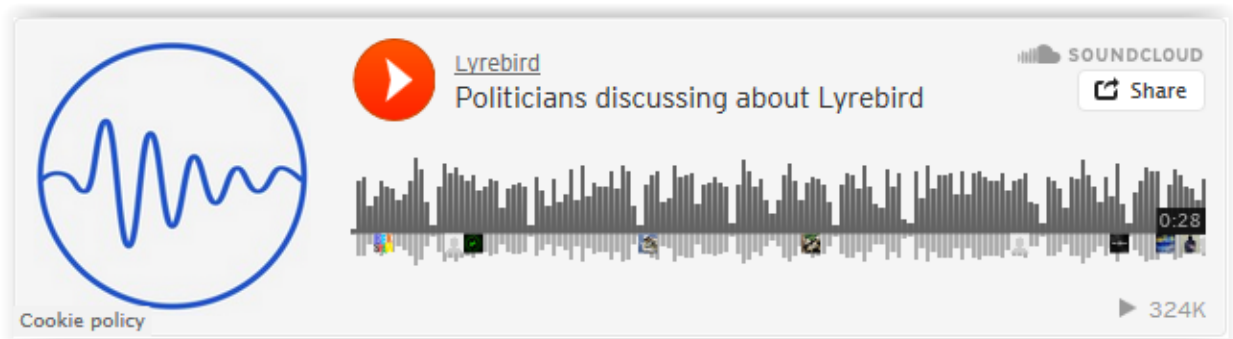 Lyrebird
Politicians discussing about Lyrebird
SOUNDCLOUD
Share
0:28
324K
Cookie policy